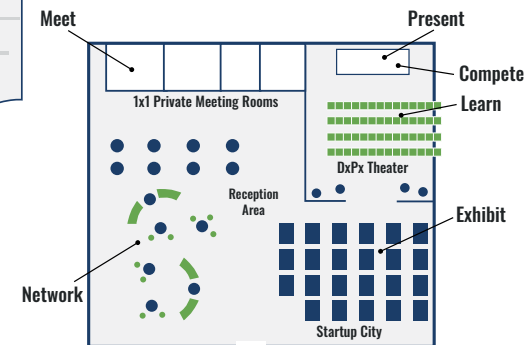 Meet
Present
Compete
Learn
1x1 Private Meeting Rooms
DxPx Theater
Reception
Area
Exhibit
Network
Startup City